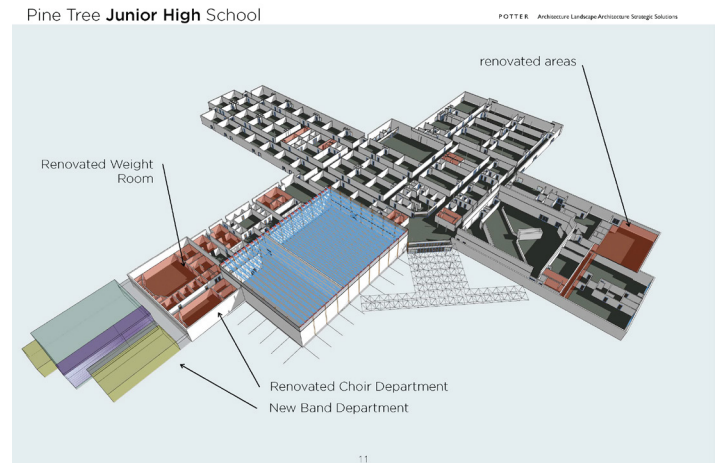 Pine Tree Junior High School
POTTER Architecture Landscape Architecture Strategic Solutions
renovated areas
Renovated Weight
Room
Renovated Choir Department
New Band Department
11